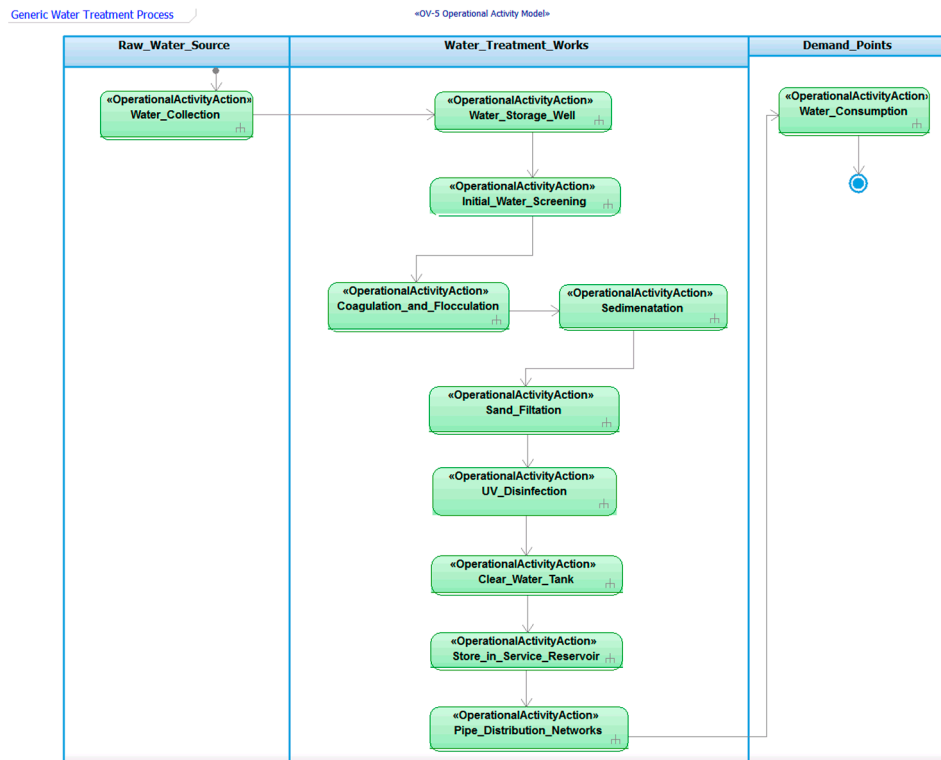 Generic Water Treatment Process
«OV-5 Operational Activity Model»
Raw_Water_Source
Water_Treatment_Works
Demand_Points
«OperationalActivityAction»
Water_Collection
«OperationalActivityAction»
Water_Storage_Well
«OperationalActivityAction»
Water_Consumption
«OperationalActivityAction»
Initial_Water_Screening
«OperationalActivityAction»
Coagulation_and_Flocculation
«OperationalActivityAction»
Sedimenatation
«OperationalActivityAction»
Sand_Filtation
«OperationalActivityAction»
UV_Disinfection
«OperationalActivityAction»
Clear_Water_Tank
«OperationalActivityAction»
Store_in_Service_Reservoir
«OperationalActivityAction»
Pipe_Distribution_Networks